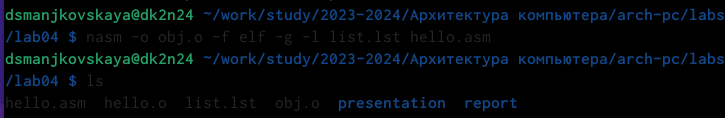 dsmanjkovskaya@dk2n24 ~/work/study/2023-2024/Архитектура компьютера/arch-pc/labs
/lab04 $ nasm -o obj.o -f elf -g -l list.lst hello.asm
dsmanjkovskaya@dk2n24 ~/work/study/2023-2024/Архитектура компьютера/arch-pc/labs
/lab04 $ ls
hello.asm  hello.o  list.lst  obj.o  presentation  report